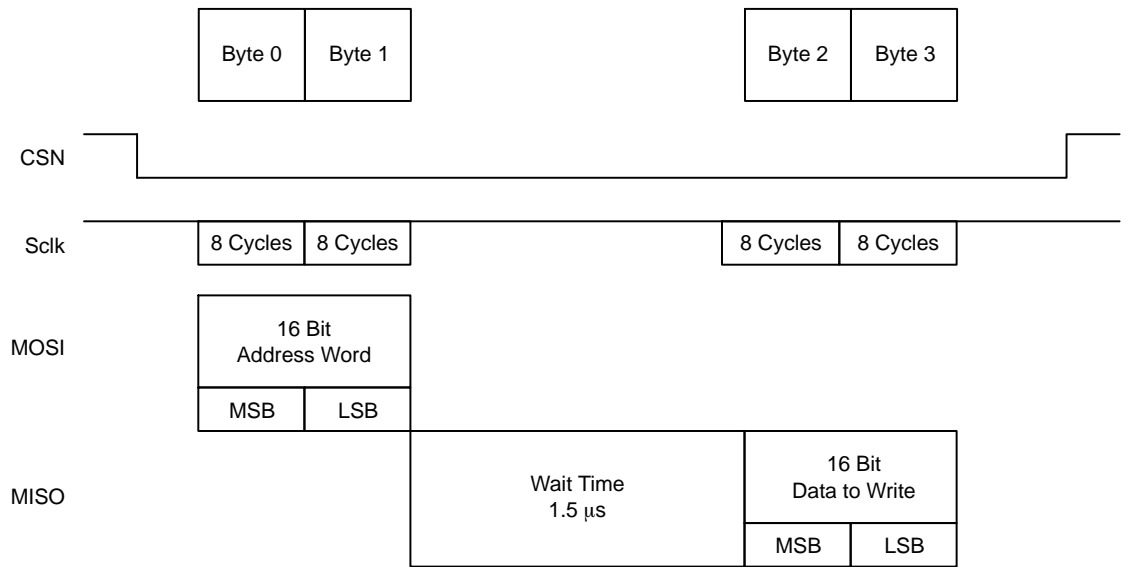 Byte 0 Byte 1 Byte 2 Byte 3
CSN
Sclk 8 Cycles 8 Cycles 8 Cycles 8 Cycles
MOSI
16 Bit
Address Word
MSB LSB
MISO
Wait Time
1.5 μs
16 Bit
Data to Write
MSB LSB